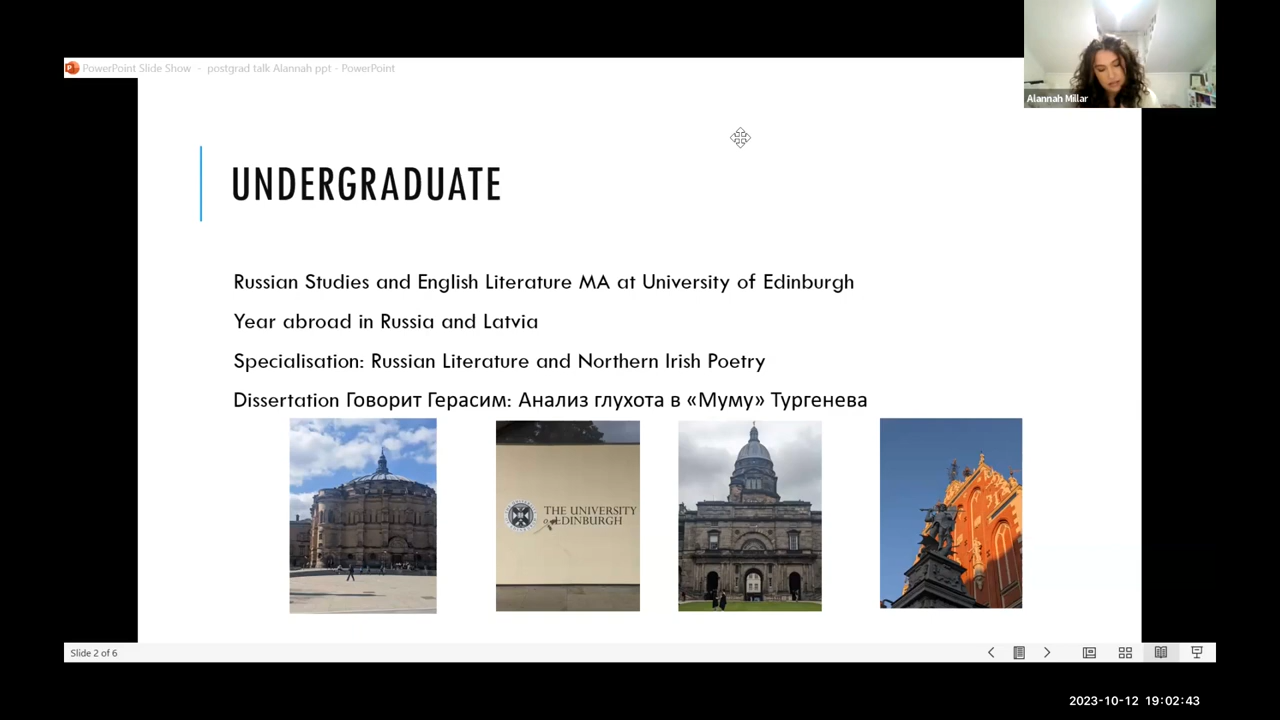 PowerPoint Slide Show - postgrad talk Alannah ppt - PowerPoint
Alannah Millar
UNDERGRADUATE
Russian Studies and English Literature MA at University of Edinburgh
Year abroad in Russia and Latvia
Specialisation: Russian Literature and Northern Irish Poetry
Dissertation Говорит Герасим: Анализ глухота в «Муму» Тургенева
THE UNIVERSITY
of EDINBURGH
Slide 2 of 6
2023-10-12 19:02:43